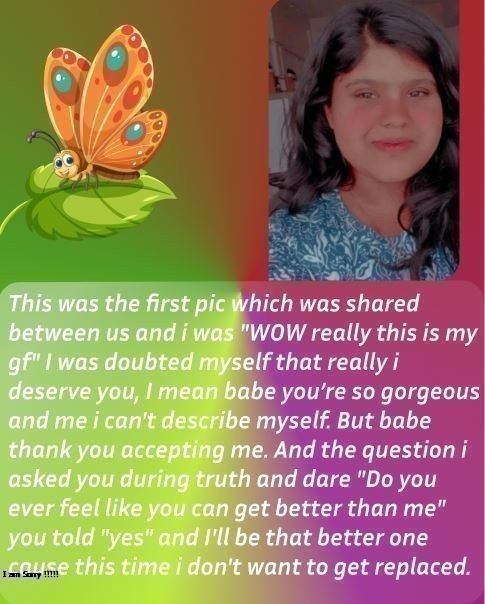 This was the first pic which was shared
between us and i was "WOW really this is my
gf" I was doubted myself that really i
deserve you, I mean babe you're so gorgeous
and me i can't describe myself. But babe
thank you accepting me. And the question i
asked you during truth and dare "Do you
ever feel like you can get better than me"
you told "yes" and I'll be that better one
cause this time i don't want to get replaced.
I am Sorry !!!!!